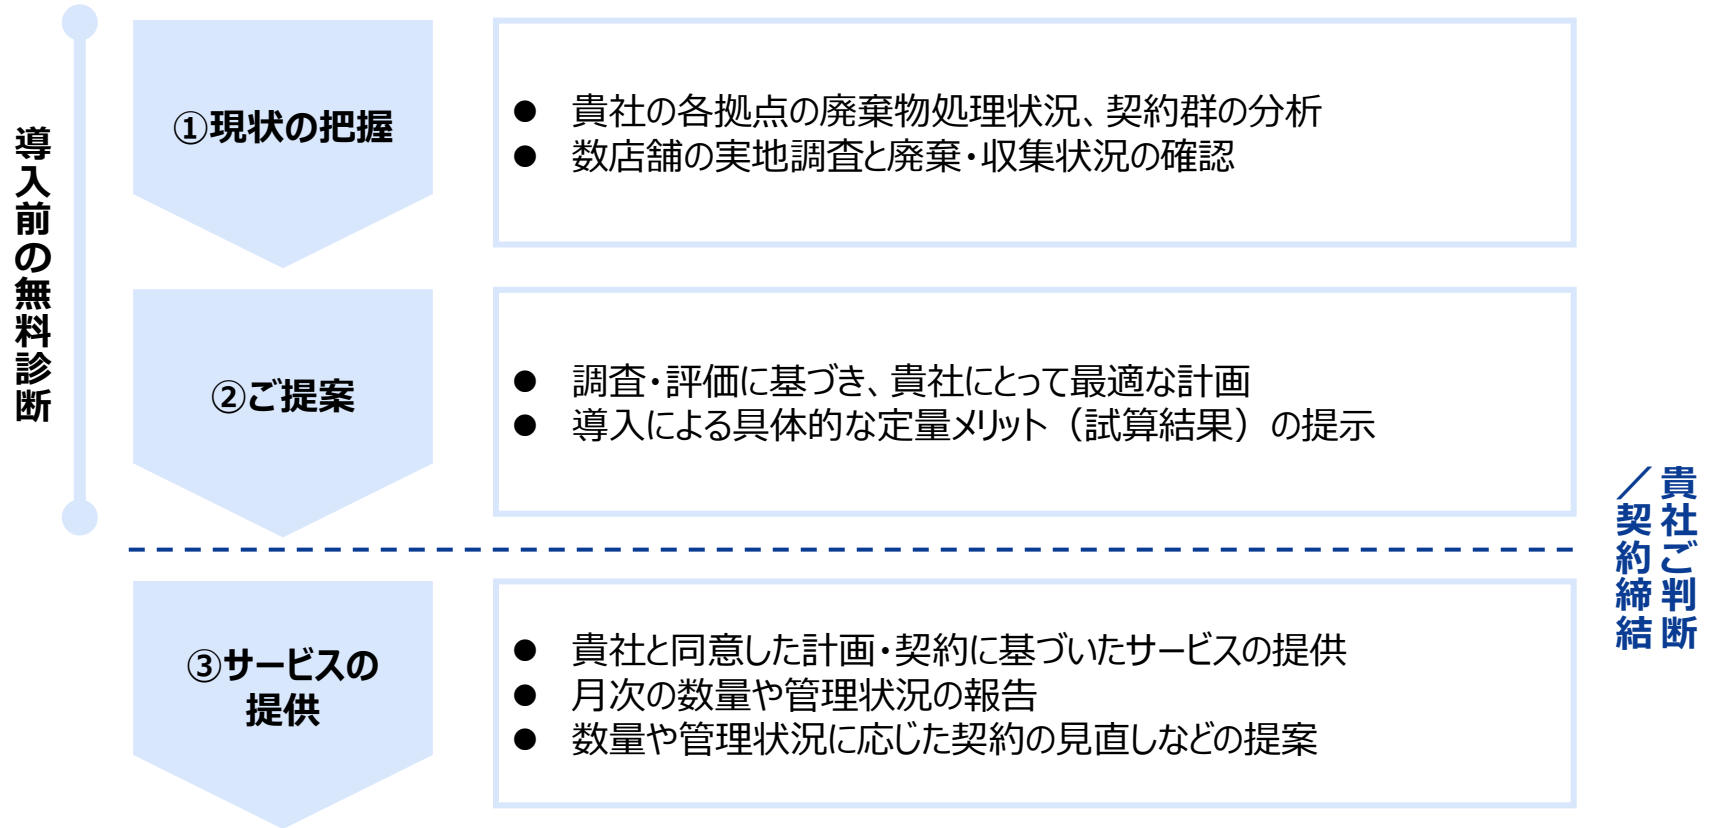 導入前の無料診断
①現状の把握
● 貴社の各拠点の廃棄物処理状況、契約群の分析
● 数店舗の実地調査と廃棄・収集状況の確認
②ご提案
● 調査・評価に基づき、貴社にとって最適な計画
● 導入による具体的な定量メリット（試算結果）の提示
貴社ご判断
／契約締結
③サービスの
提供
● 貴社と同意した計画・契約に基づいたサービスの提供
● 月次の数量や管理状況の報告
● 数量や管理状況に応じた契約の見直しなどの提案